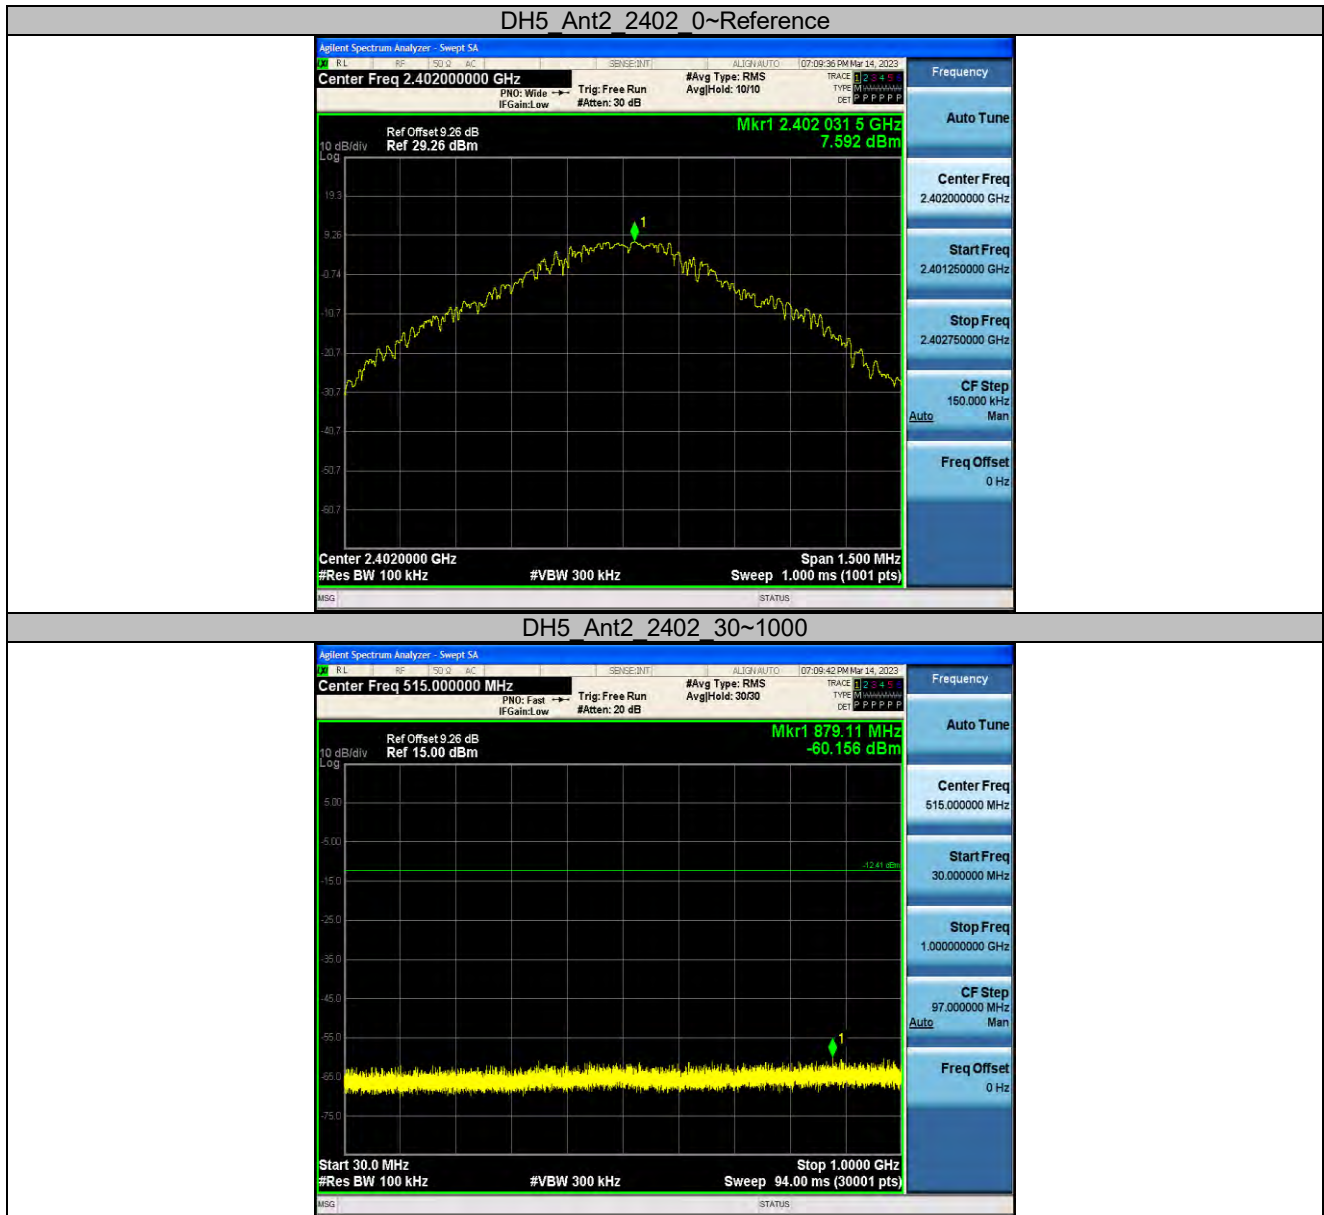 DH5_Ant2_2402_0~Reference
Agilent Spectrum Analyzer - Swept SA
RL RF 50 Ω AC SENSE:INT ALIGN AUTO 07:09:36 PM Mar 14, 2023
Center Freq 2.402000000 GHz
PNO: Wide
IFGain:Low
Trig: Free Run
#Atten: 30 dB
#Avg Type: RMS
Avg|Hold: 10/10
TRACE 1 2 3 4 5 6
TYPE M
DET P P P P P P
Frequency
Mkr1 2.402 031 5 GHz
7.592 dBm
Ref Offset 9.26 dB
10 dB/div Ref 29.26 dBm
Log
19.3
9.26
-0.74
-10.7
-20.7
-30.7
-40.7
-50.7
-60.7
1
Auto Tune
Center Freq
2.402000000 GHz
Start Freq
2.401250000 GHz
Stop Freq
2.402750000 GHz
CF Step
150.000 kHz
Auto Man
Freq Offset
0 Hz
Center 2.4020000 GHz Span 1.500 MHz
#Res BW 100 kHz #VBW 300 kHz Sweep 1.000 ms (1001 pts)
MSG STATUS
DH5_Ant2_2402_30~1000
Agilent Spectrum Analyzer - Swept SA
RL RF 50 Ω AC SENSE:INT ALIGN AUTO 07:09:42 PM Mar 14, 2023
Center Freq 515.000000 MHz
PNO: Fast
IFGain:Low
Trig: Free Run
#Atten: 20 dB
#Avg Type: RMS
Avg|Hold: 30/30
TRACE 1 2 3 4 5 6
TYPE M
DET P P P P P P
Frequency
Mkr1 879.11 MHz
-60.156 dBm
Ref Offset 9.26 dB
10 dB/div Ref 15.00 dBm
Log
5.00
-5.00
-15.0
-25.0
-35.0
-45.0
-55.0
-65.0
-75.0
-12.41 dBm
1
Auto Tune
Center Freq
515.000000 MHz
Start Freq
30.000000 MHz
Stop Freq
1.000000000 GHz
CF Step
97.000000 MHz
Auto Man
Freq Offset
0 Hz
Start 30.0 MHz Stop 1.0000 GHz
#Res BW 100 kHz #VBW 300 kHz Sweep 94.00 ms (30001 pts)
MSG STATUS